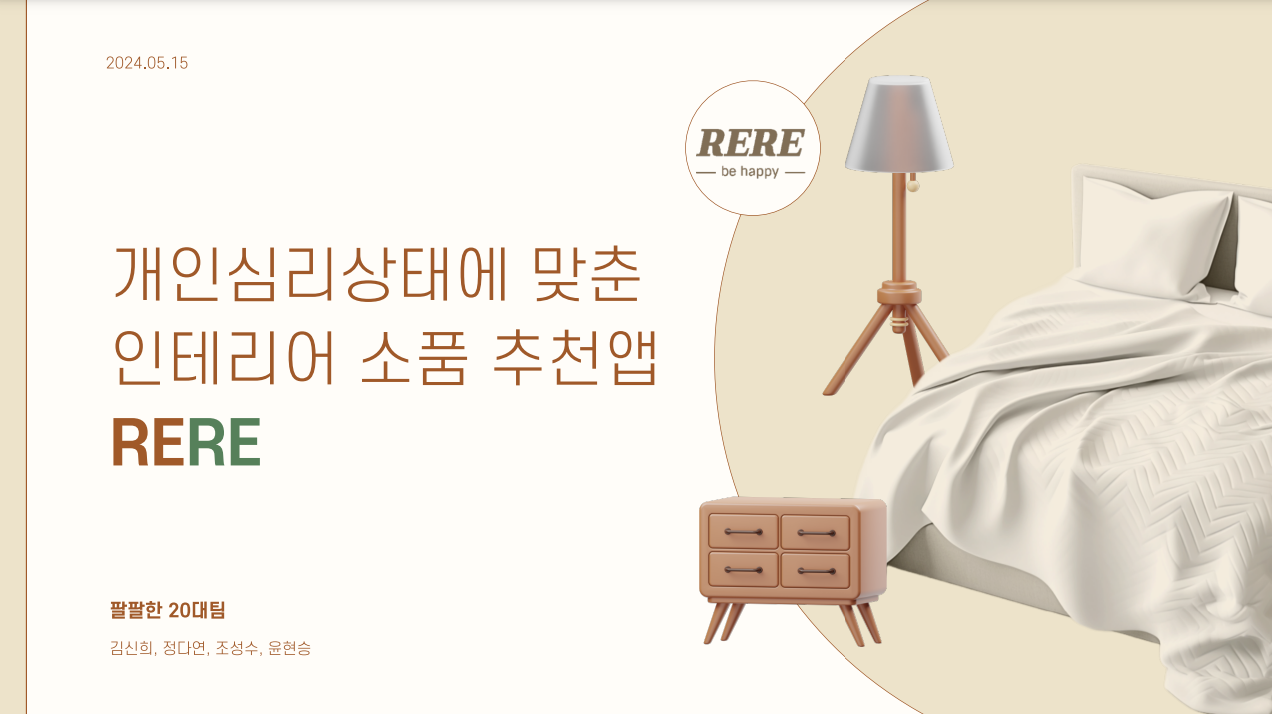 2024.05.15
RERE
be happy
개인심리상태에 맞춘
인테리어 소품 추천앱
RERE
팔팔한 20대팀
김신희, 정다연, 조성수, 윤현승